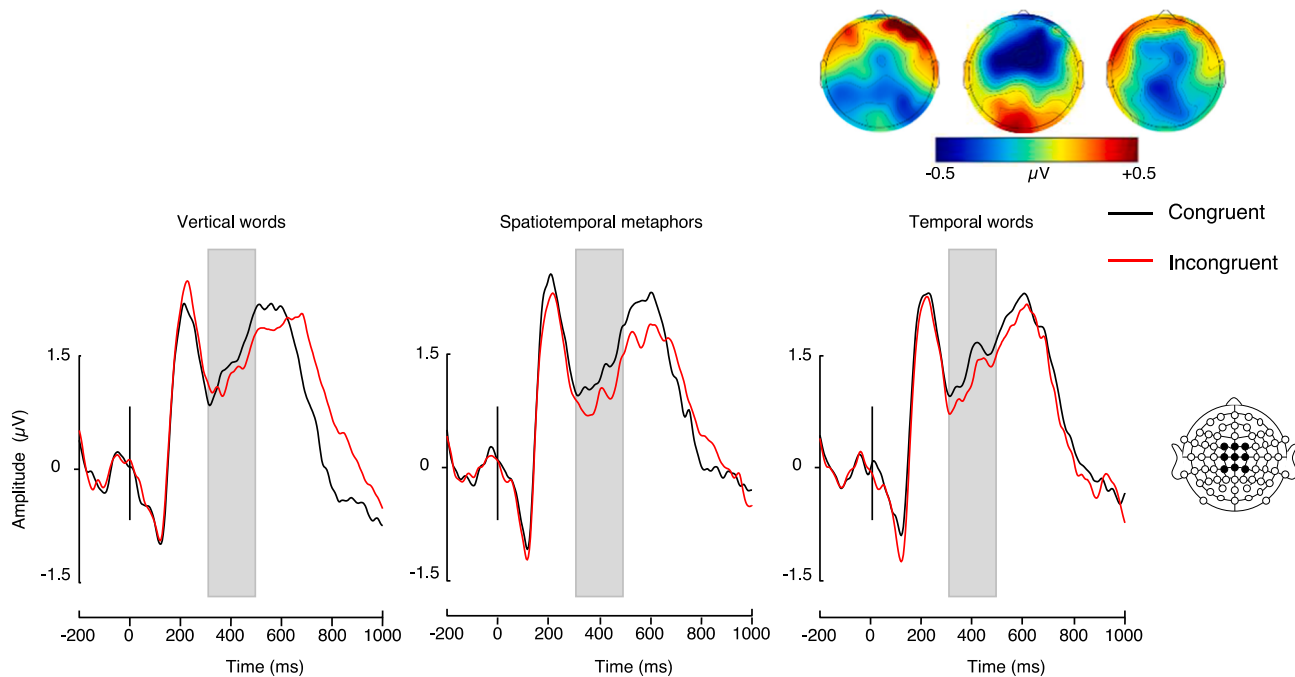 -0.5 µV +0.5
Vertical words
Spatiotemporal metaphors
Temporal words
Congruent
Incongruent
Amplitude (µV)
1.5
0
-1.5
-200 0 200 400 600 800 1000
Time (ms)
1.5
0
-1.5
-200 0 200 400 600 800 1000
Time (ms)
1.5
0
-1.5
-200 0 200 400 600 800 1000
Time (ms)